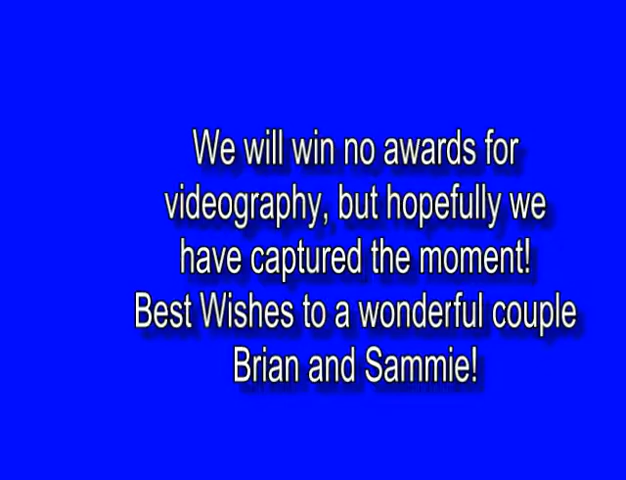 We will win no awards for
videography, but hopefully we
have captured the moment!
Best Wishes to a wonderful couple
Brian and Sammie!